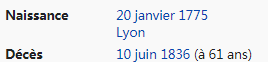 Naissance 20 janvier 1775
Lyon
Décès 10 juin 1836 (à 61 ans)